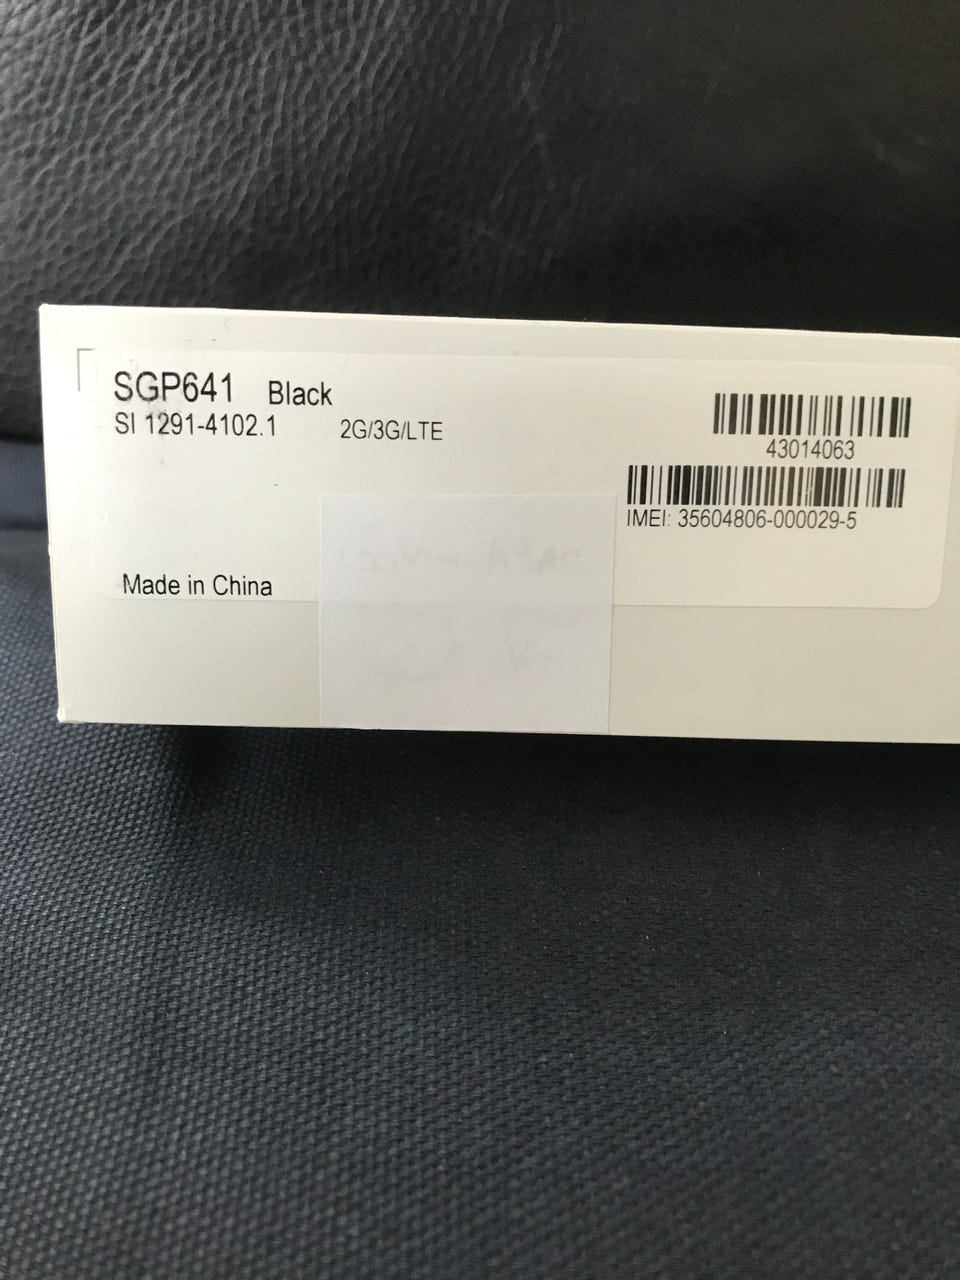 SGP641 Black
SI 1291-4102.1 2G/3G/LTE
43014063
IMEI: 35604806-000029-5
Made in China